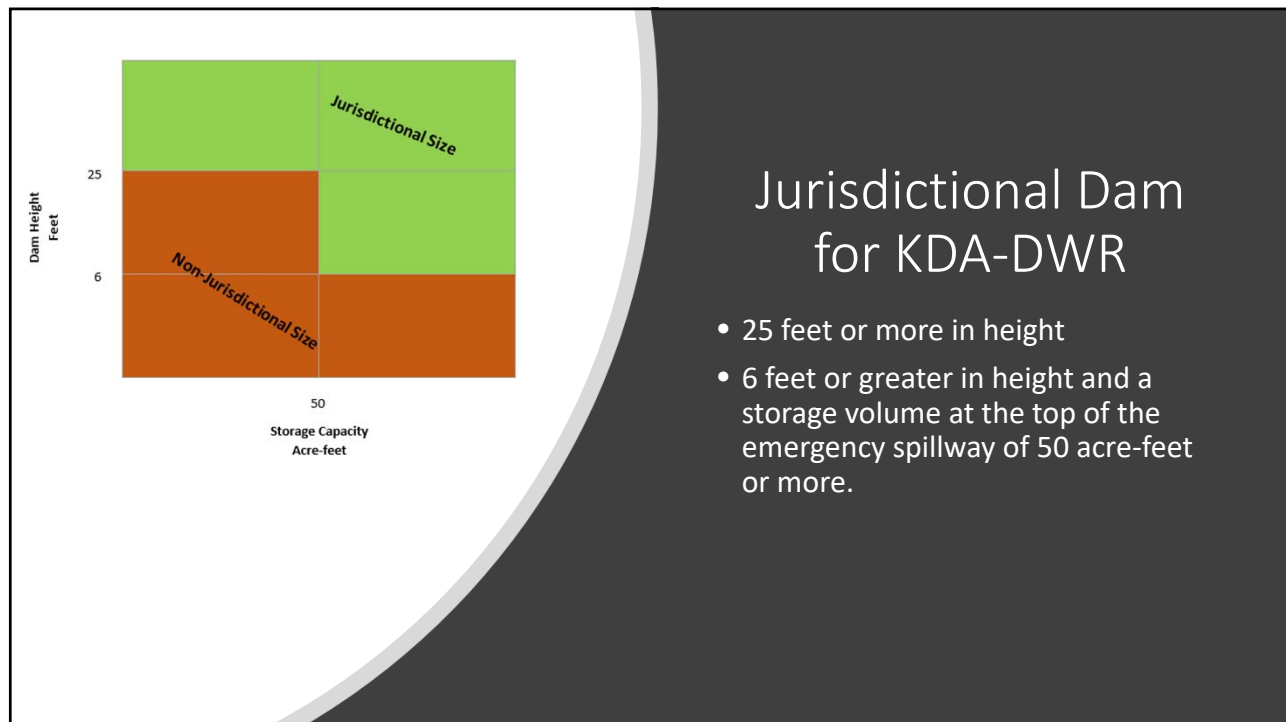 Jurisdictional Size
25
Dam Height
Feet
6
Non-Jurisdictional Size
50
Storage Capacity
Acre-feet
Jurisdictional Dam
for KDA-DWR
• 25 feet or more in height
• 6 feet or greater in height and a
storage volume at the top of the
emergency spillway of 50 acre-feet
or more.